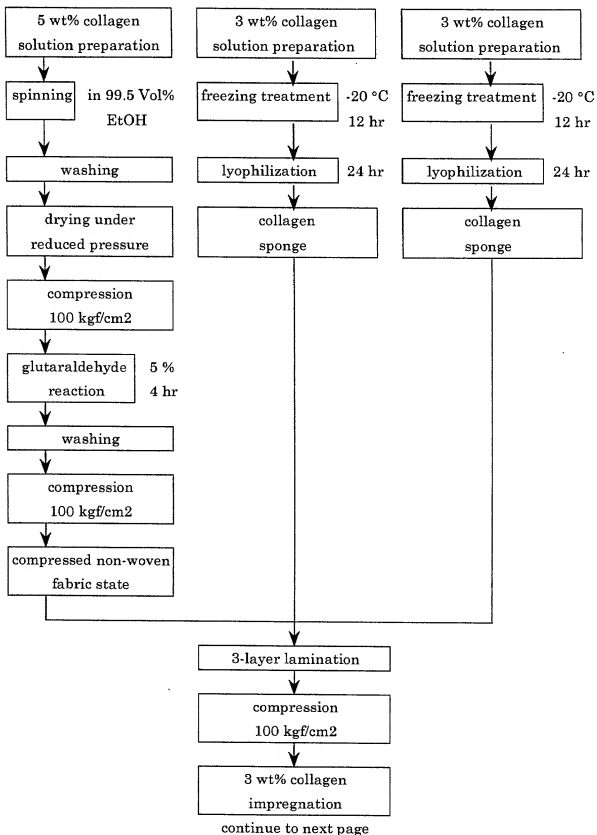 5 wt% collagen
solution preparation
spinning
in 99.5 Vol%
EtOH
washing
drying under
reduced pressure
compression
100 kgf/cm2
glutaraldehyde
reaction
5 %
4 hr
washing
compression
100 kgf/cm2
compressed non-woven
fabric state
3 wt% collagen
solution preparation
freezing treatment
-20 °C
12 hr
lyophilization
24 hr
collagen
sponge
3 wt% collagen
solution preparation
freezing treatment
-20 °C
12 hr
lyophilization
24 hr
collagen
sponge
3-layer lamination
compression
100 kgf/cm2
3 wt% collagen
impregnation
continue to next page